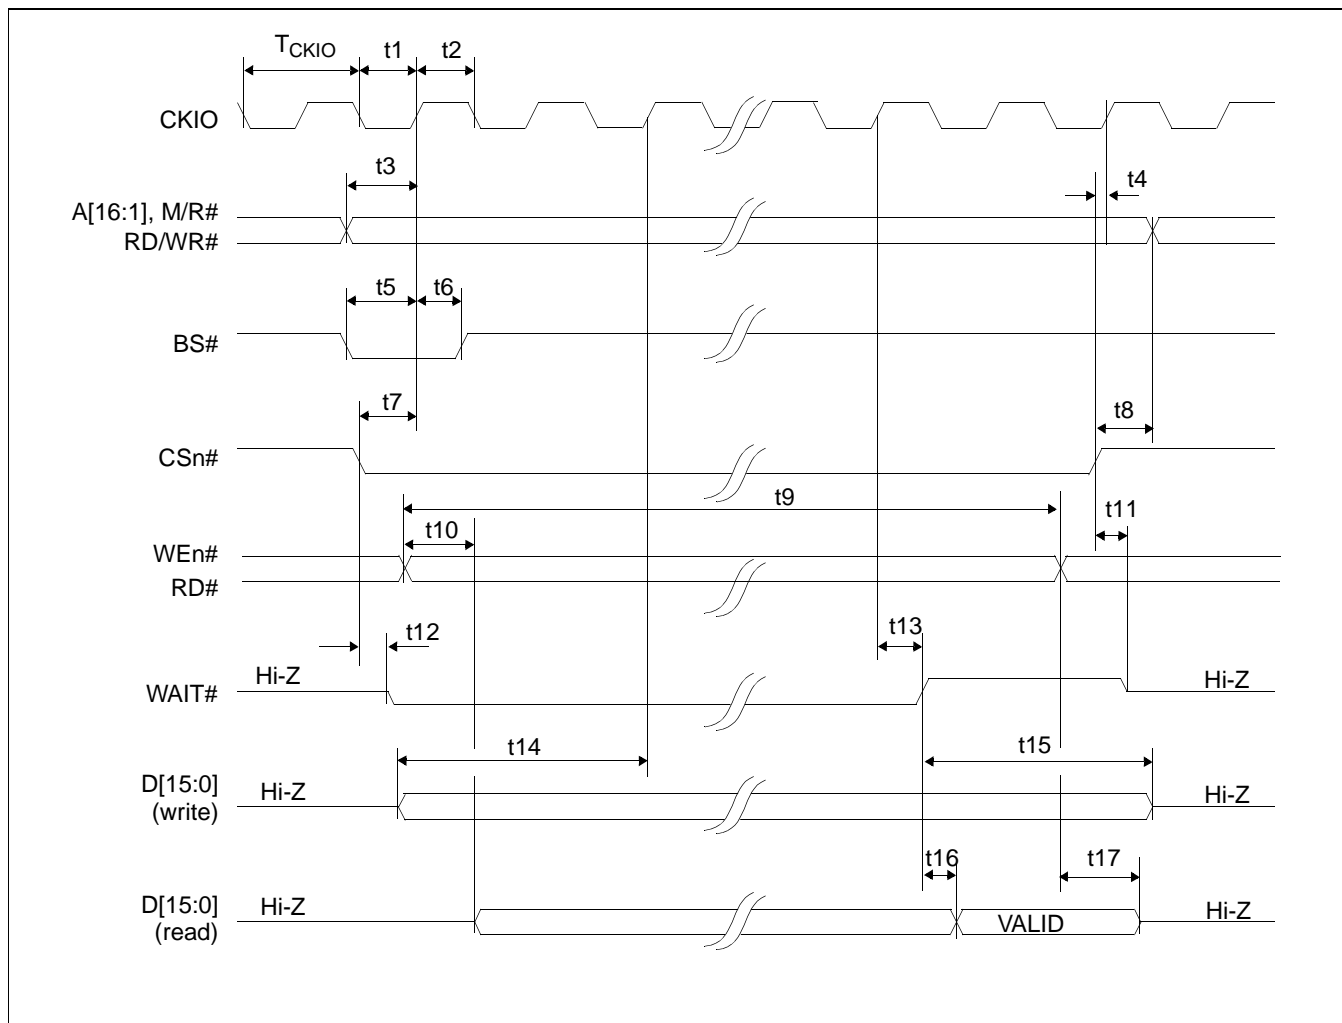 TCKIO t1 t2
CKIO
t3
t4
A[16:1], M/R#
RD/WR#
t5 t6
BS#
t7
t8
CSn#
t9
t10
t11
WEn#
RD#
t12
t13
Hi-Z
WAIT#
Hi-Z
t14
t15
D[15:0]
(write)
Hi-Z
Hi-Z
t16
t17
D[15:0]
(read)
Hi-Z
VALID
Hi-Z